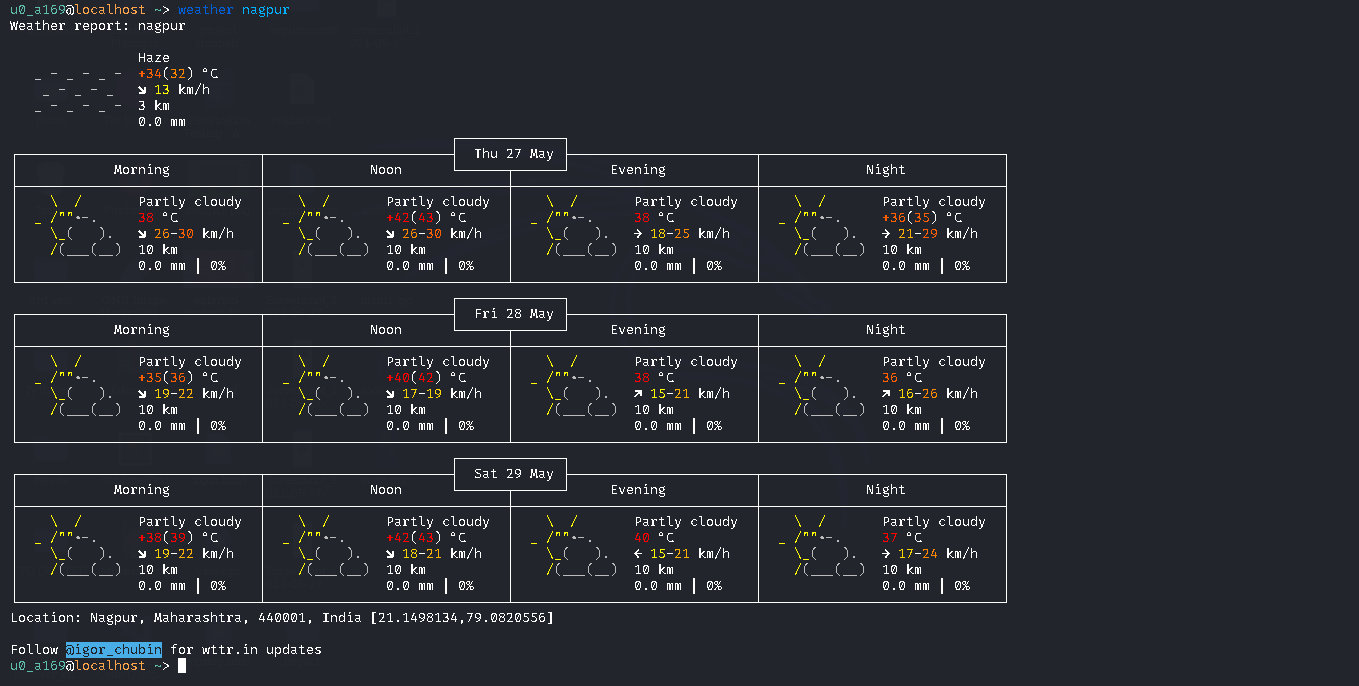 u0_a169@localhost ~> weather nagpur
Weather report: nagpur
Haze
+34(32) °C
↘ 13 km/h
3 km
0.0 mm
Thu 27 May
Morning Noon Evening Night
Partly cloudy Partly cloudy Partly cloudy Partly cloudy
38 °C +42(43) °C 38 °C +36(35) °C
↘ 26-30 km/h ↘ 26-30 km/h → 18-25 km/h → 21-29 km/h
10 km 10 km 10 km 10 km
0.0 mm | 0% 0.0 mm | 0% 0.0 mm | 0% 0.0 mm | 0%
Fri 28 May
Morning Noon Evening Night
Partly cloudy Partly cloudy Partly cloudy Partly cloudy
+35(36) °C +40(42) °C 38 °C 36 °C
↘ 19-22 km/h ↘ 17-19 km/h ↗ 15-21 km/h ↗ 16-26 km/h
10 km 10 km 10 km 10 km
0.0 mm | 0% 0.0 mm | 0% 0.0 mm | 0% 0.0 mm | 0%
Sat 29 May
Morning Noon Evening Night
Partly cloudy Partly cloudy Partly cloudy Partly cloudy
+38(39) °C +42(43) °C 40 °C 37 °C
↘ 19-22 km/h ↘ 18-21 km/h ← 15-21 km/h → 17-24 km/h
10 km 10 km 10 km 10 km
0.0 mm | 0% 0.0 mm | 0% 0.0 mm | 0% 0.0 mm | 0%
Location: Nagpur, Maharashtra, 440001, India [21.1498134,79.0820556]
Follow @igor_chubin for wttr.in updates
u0_a169@localhost ~>